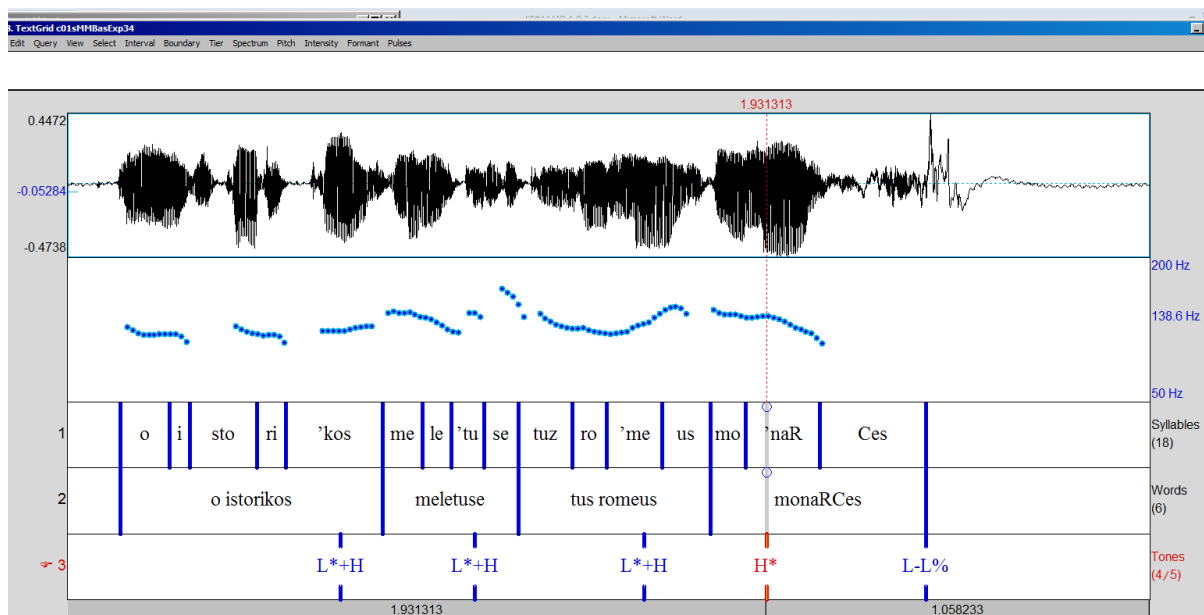 3. TextGrid c01sMMBasExp34
Edit Query View Select Interval Boundary Tier Spectrum Pitch Intensity Formant Pulses
1.931313
0.4472
-0.05284
-0.4738
200 Hz
138.6 Hz
50 Hz
1 o i sto ri 'kos me le 'tu se tuz ro 'me us mo 'naR Ces Syllables
(18)
2 o istorikos meletuse tus romeus monaRCes Words
(6)
3 L*+H L*+H L*+H H* L-L% Tones
(4/5)
1.931313 1.058233